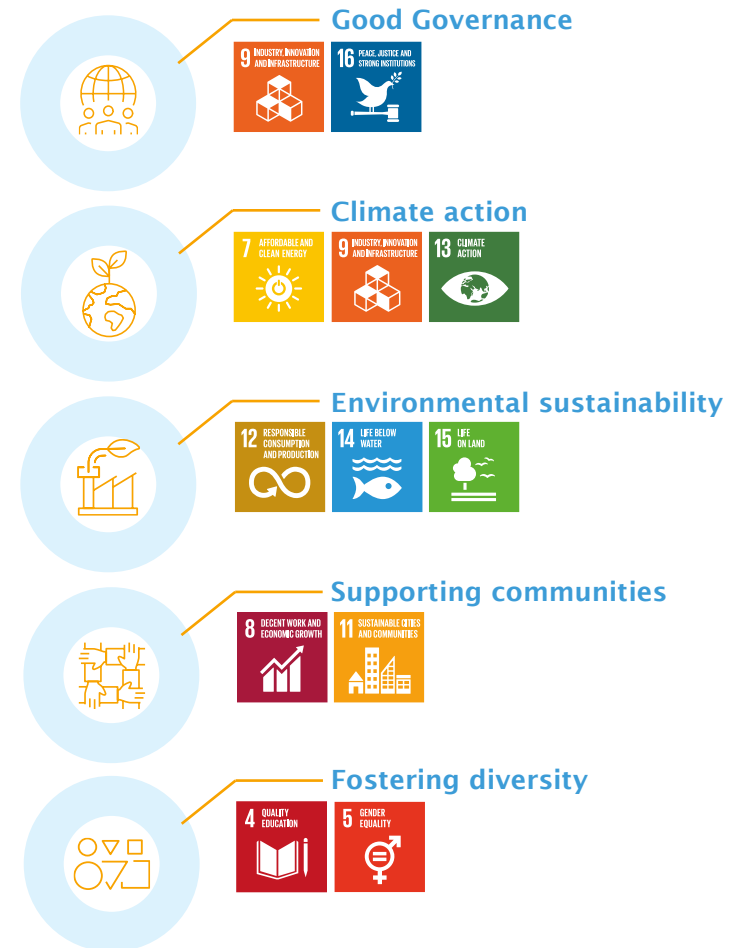 Good Governance
9 INDUSTRY, INNOVATION
AND INFRASTRUCTURE
16 PEACE, JUSTICE AND
STRONG INSTITUTIONS
Climate action
7 AFFORDABLE AND
CLEAN ENERGY
9 INDUSTRY, INNOVATION
AND INFRASTRUCTURE
13 CLIMATE
ACTION
Environmental sustainability
12 RESPONSIBLE
CONSUMPTION
AND PRODUCTION
14 LIFE BELOW
WATER
15 LIFE
ON LAND
Supporting communities
8 DECENT WORK AND
ECONOMIC GROWTH
11 SUSTAINABLE CITIES
AND COMMUNITIES
Fostering diversity
4 QUALITY
EDUCATION
5 GENDER
EQUALITY